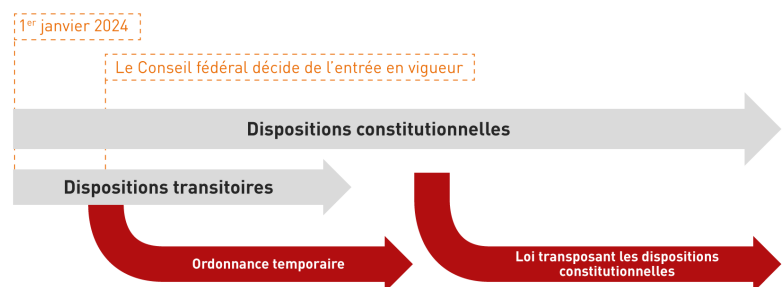 1er janvier 2024
Le Conseil fédéral décide de l'entrée en vigueur
Dispositions constitutionnelles
Dispositions transitoires
Ordonnance temporaire
Loi transposant les dispositions
constitutionnelles